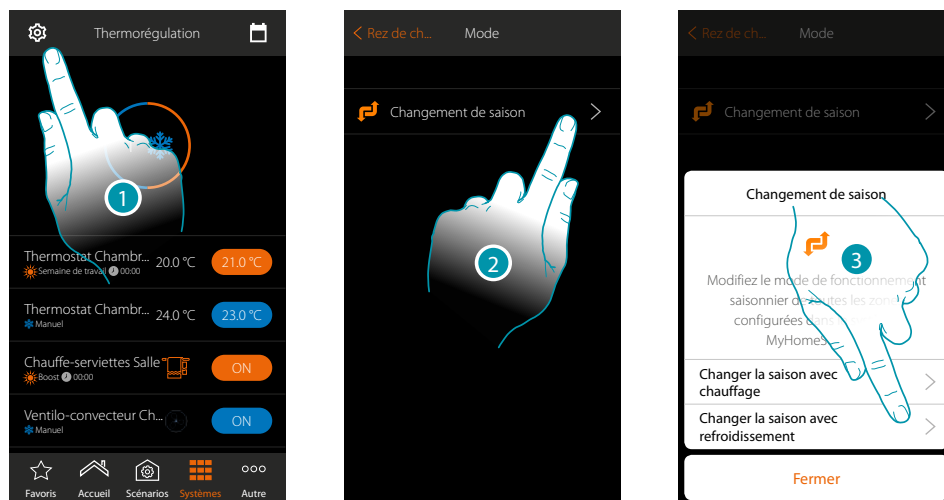 Thermorégulation
1
Thermostat Chambr... 20.0 °C 21.0 °C
Semaine de travail 00:00
Thermostat Chambr... 24.0 °C 23.0 °C
Manuel
Chauffe-serviettes Salle ON
Boost 00:00
Ventilo-convecteur Ch... ON
Manuel
Favoris Accueil Scénarios Systèmes Autre
Rez de ch... Mode
Changement de saison
2
Rez de ch... Mode
Changement de saison
Changement de saison
3
Modifiez le mode de fonctionnement
saisonnier de toutes les zones
configurées dans
MyHomeS
Changer la saison avec
chauffage
Changer la saison avec
refroidissement
Fermer